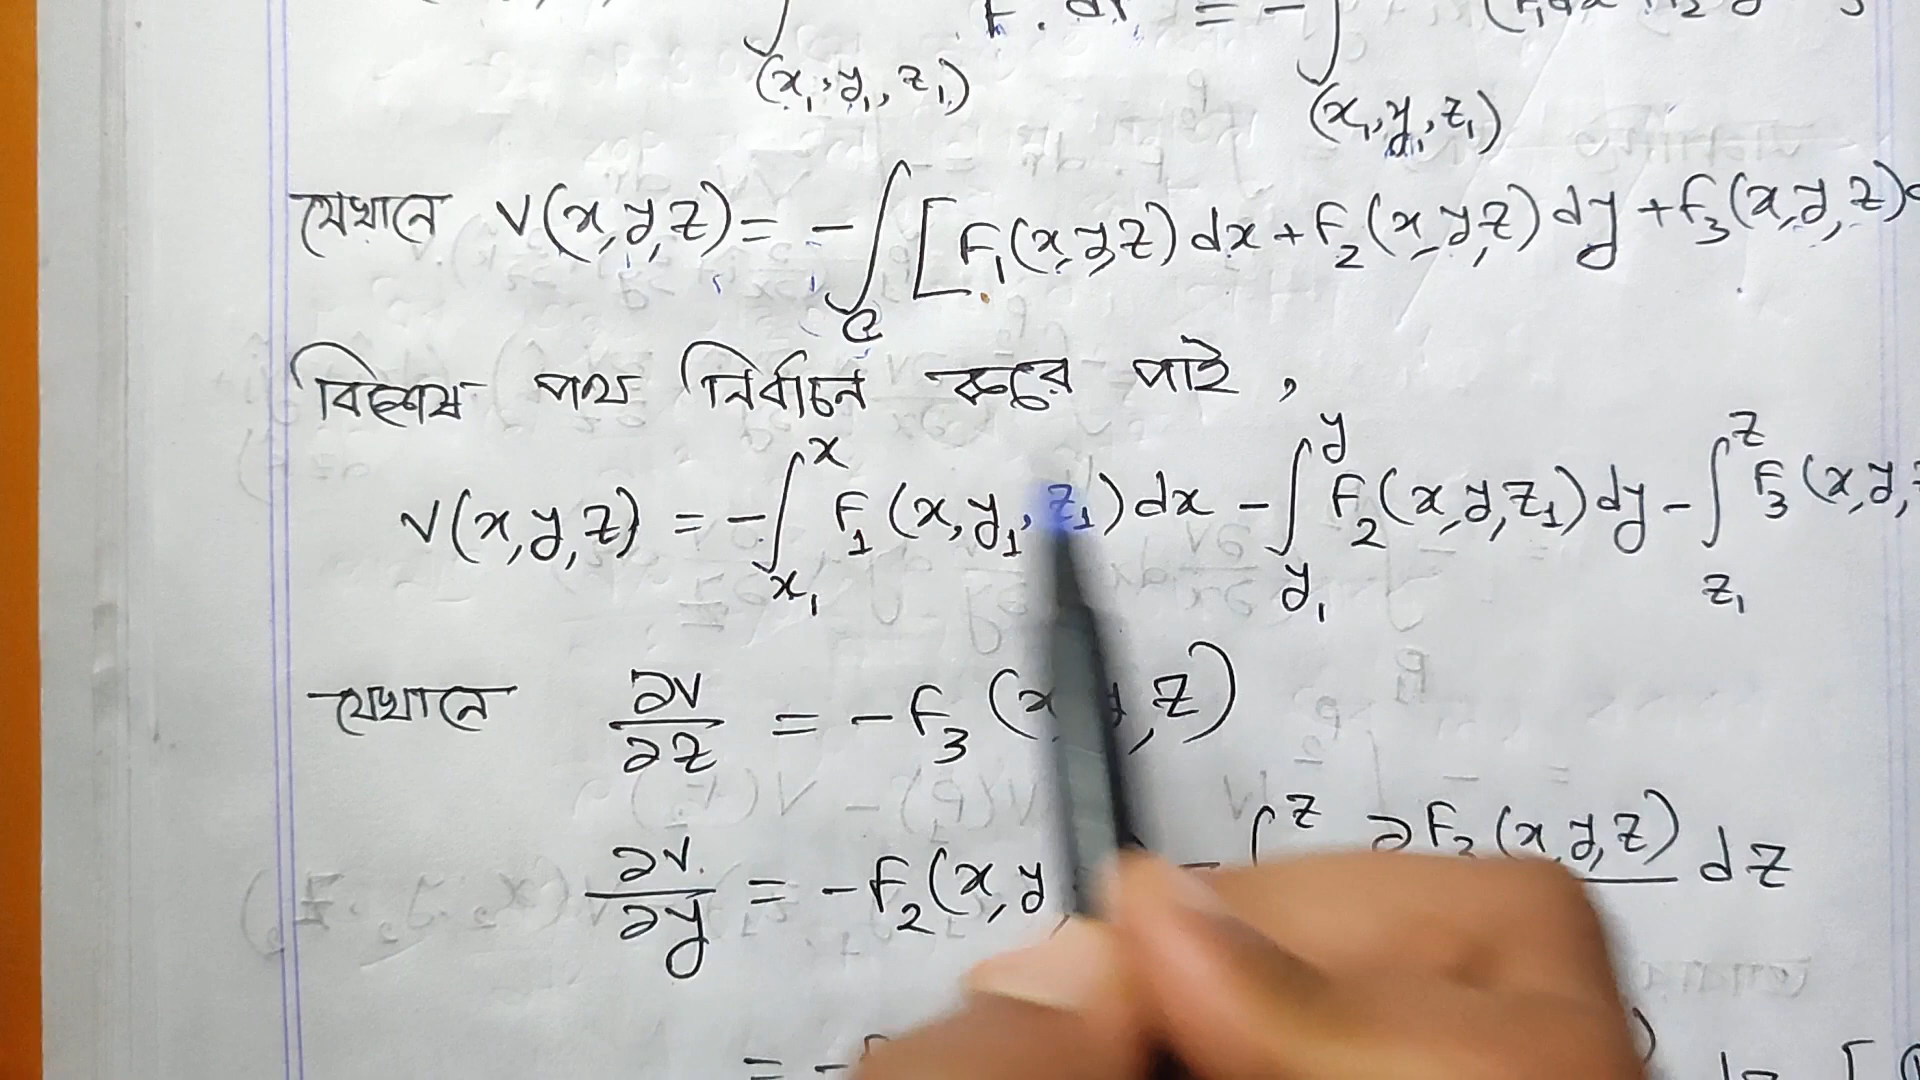 (x₁, y₁, z₁) (x₁, y₁, z₁)
যেখানে V(x,y,z) = -∫_C [F₁(x,y,z) dx + F₂(x,y,z) dy + F₃(x,y,z)
বিশেষ পথ নির্বাচন করে পাই,
V(x,y,z) = -∫_{x₁}^{x} F₁(x,y₁,z₁) dx - ∫_{y₁}^{y} F₂(x,y,z₁) dy - ∫_{z₁}^{z} F₃(x,y,
যেখানে ∂V/∂z = -F₃(x, y, z)
∂V/∂y = -F₂(x,y - ∫^{z} ∂F₃(x,y,z) dz
= -